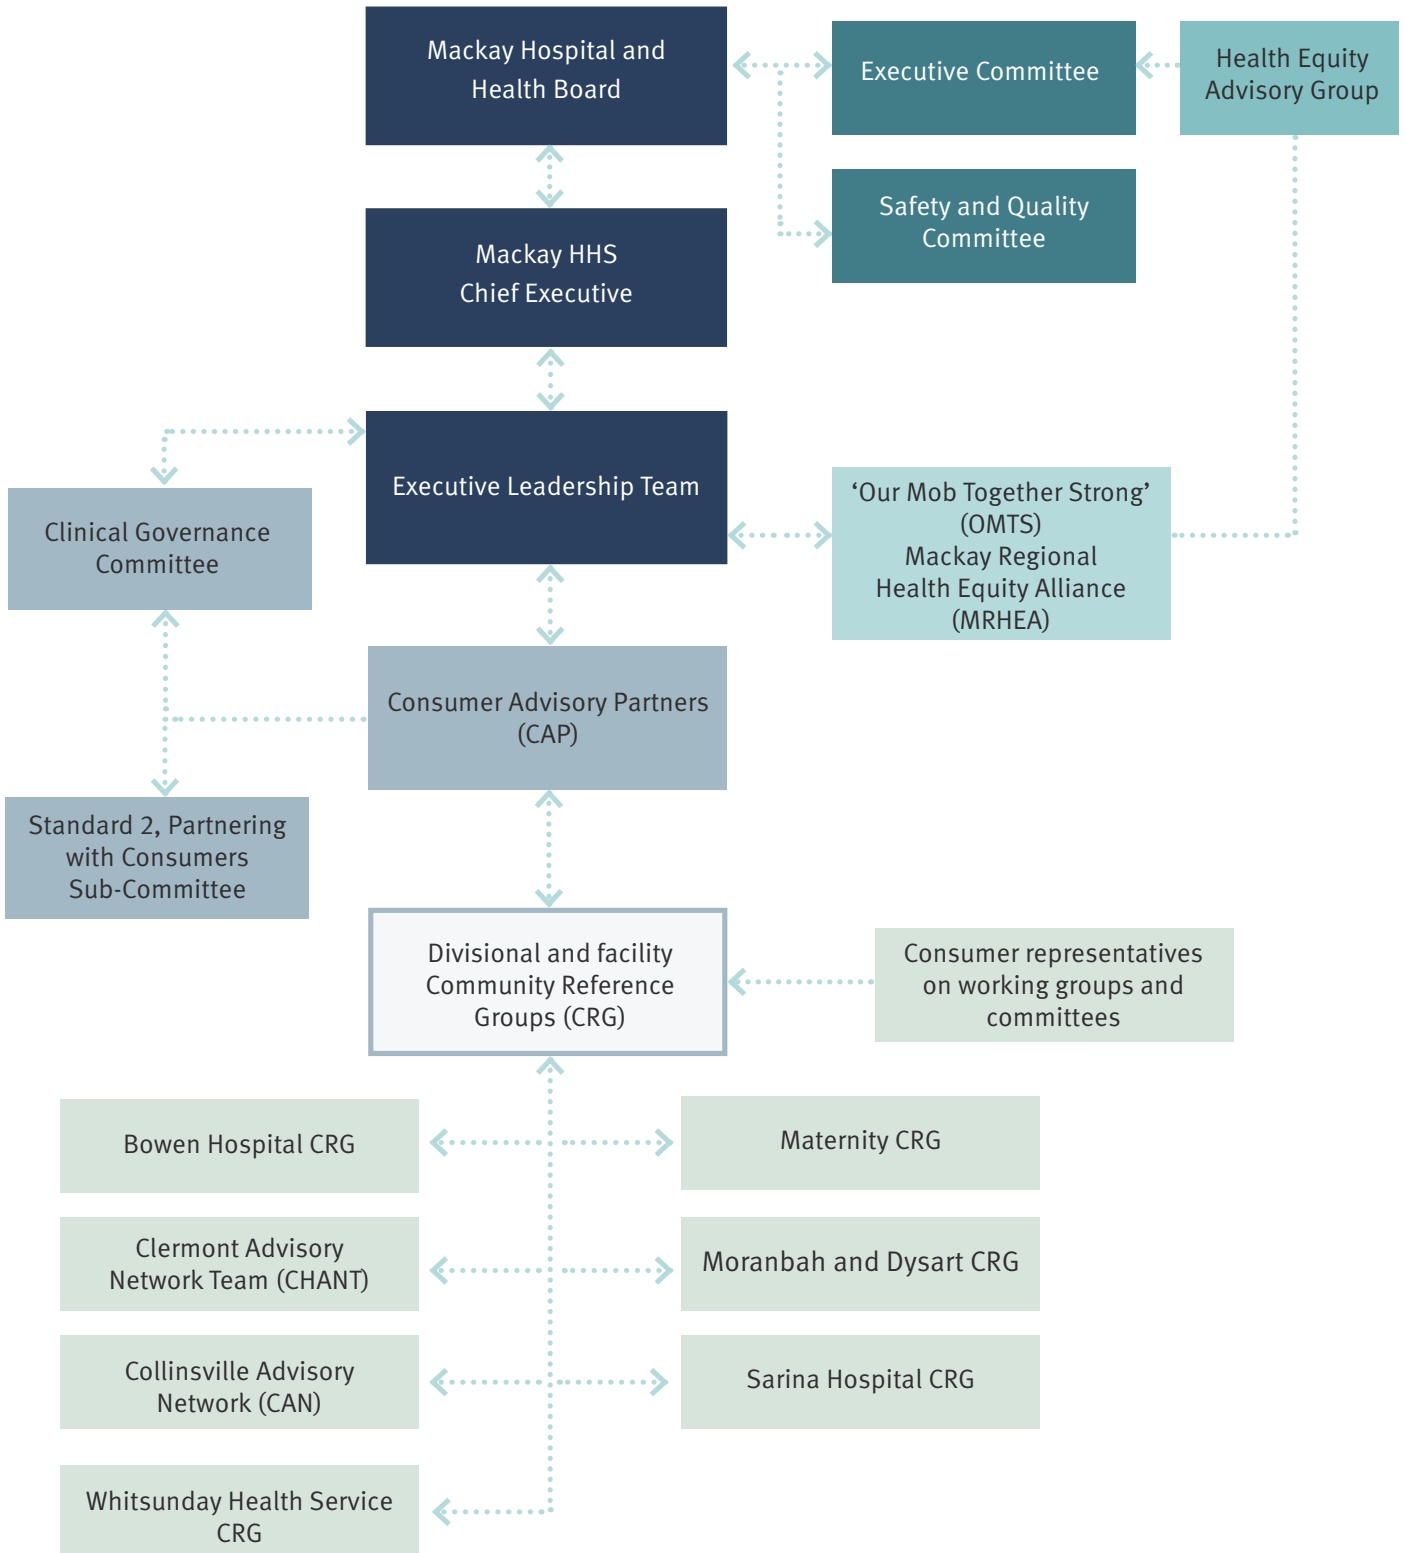 Mackay Hospital and
Health Board
Executive Committee
Health Equity
Advisory Group
Safety and Quality
Committee
Mackay HHS
Chief Executive
Executive Leadership Team
‘Our Mob Together Strong’
(OMTS)
Mackay Regional
Health Equity Alliance
(MRHEA)
Clinical Governance
Committee
Consumer Advisory Partners
(CAP)
Standard 2, Partnering
with Consumers
Sub-Committee
Divisional and facility
Community Reference
Groups (CRG)
Consumer representatives
on working groups and
committees
Bowen Hospital CRG
Maternity CRG
Clermont Advisory
Network Team (CHANT)
Moranbah and Dysart CRG
Collinsville Advisory
Network (CAN)
Sarina Hospital CRG
Whitsunday Health Service
CRG